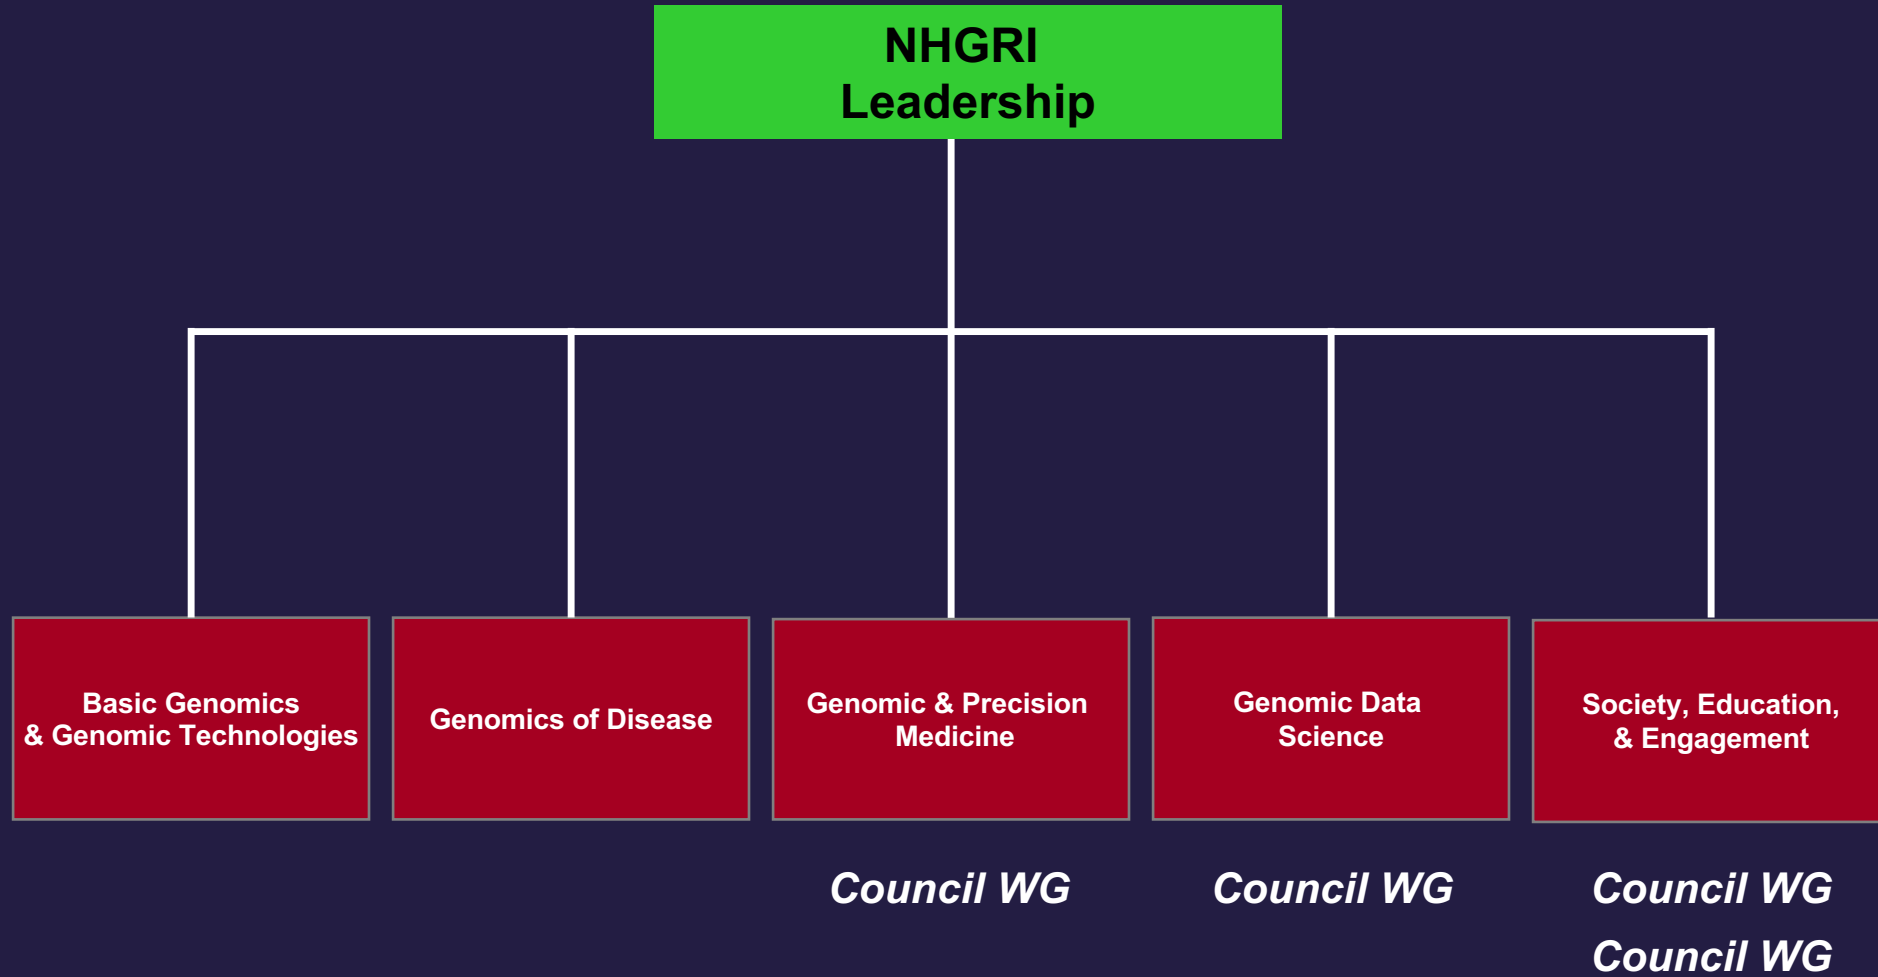 NHGRI
Leadership
Basic Genomics
& Genomic Technologies
Genomics of Disease
Genomic & Precision
Medicine
Genomic Data
Science
Society, Education,
& Engagement
Council WG
Council WG
Council WG
Council WG